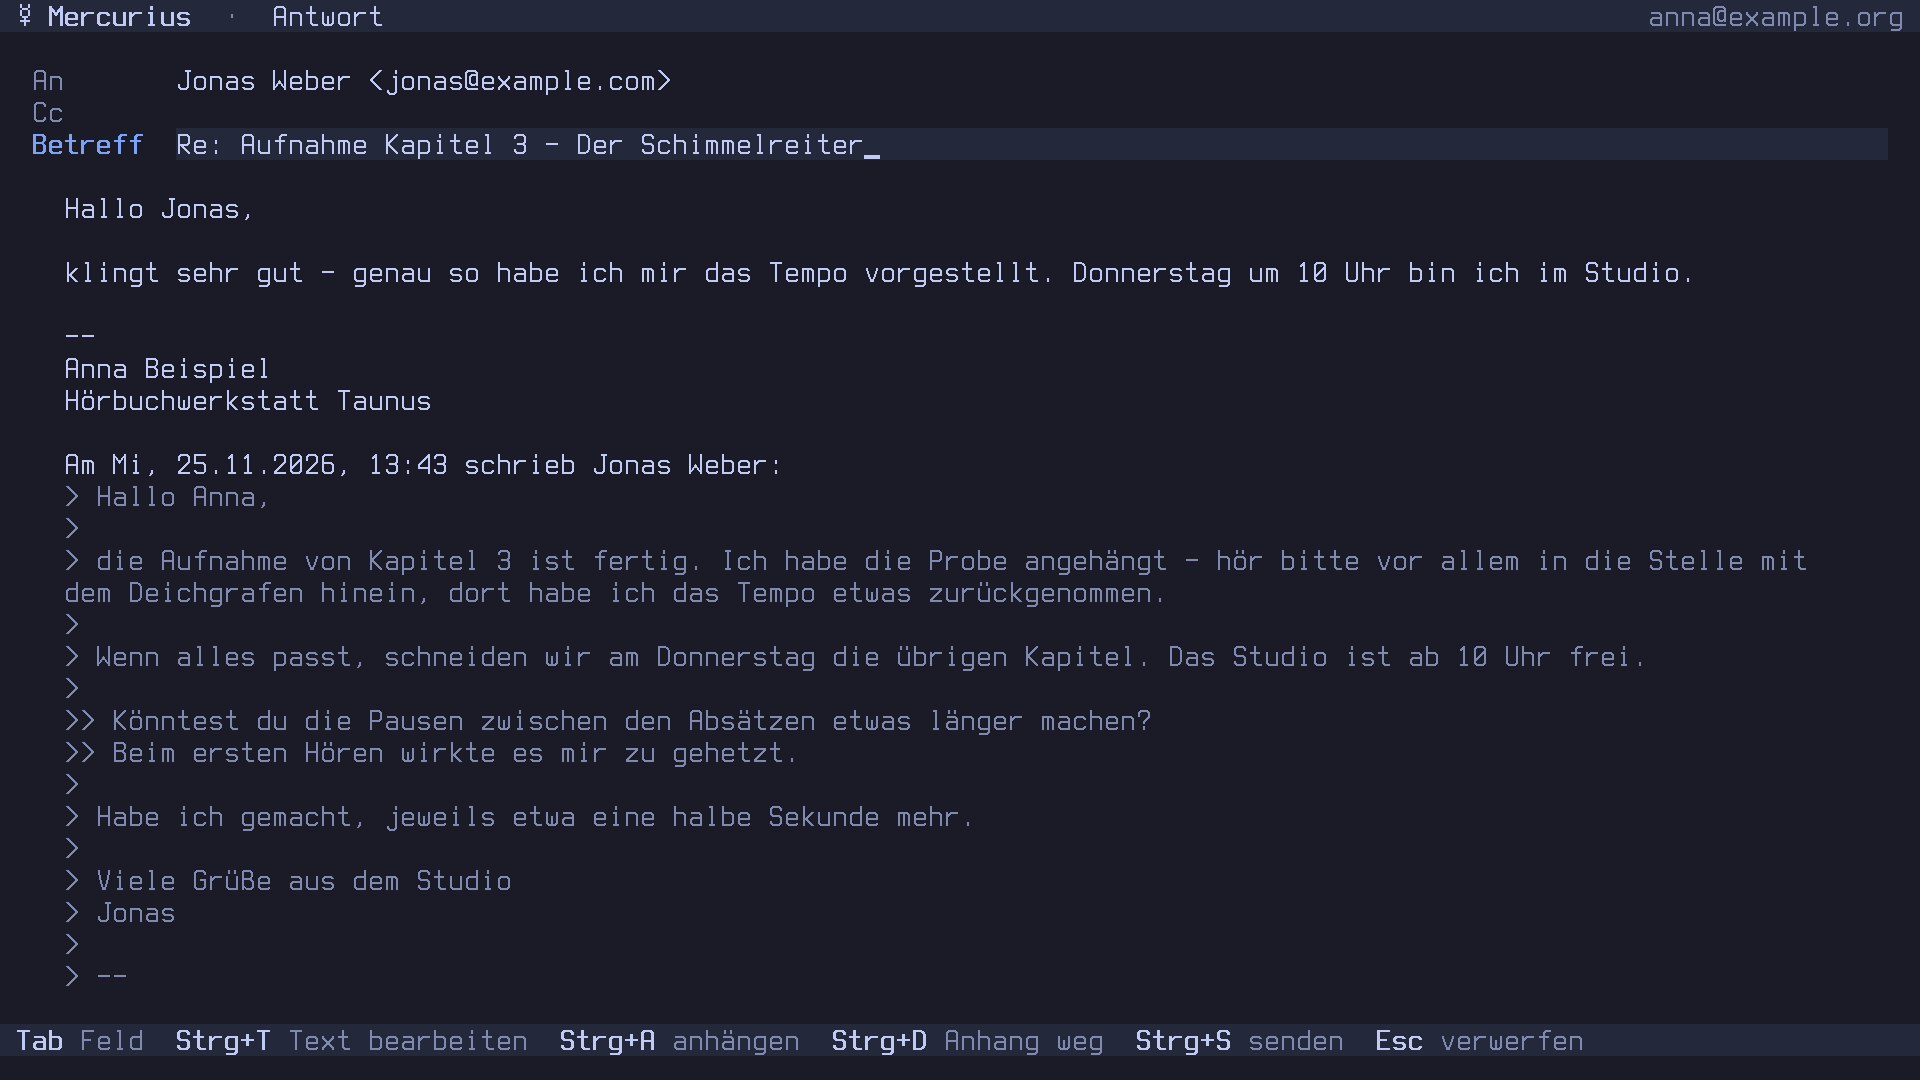 ☿ Mercurius · Antwort anna@example.org
An Jonas Weber <jonas@example.com>
Cc
Betreff Re: Aufnahme Kapitel 3 – Der Schimmelreiter_
Hallo Jonas,
klingt sehr gut – genau so habe ich mir das Tempo vorgestellt. Donnerstag um 10 Uhr bin ich im Studio.
--
Anna Beispiel
Hörbuchwerkstatt Taunus
Am Mi, 25.11.2026, 13:43 schrieb Jonas Weber:
> Hallo Anna,
>
> die Aufnahme von Kapitel 3 ist fertig. Ich habe die Probe angehängt – hör bitte vor allem in die Stelle mit
dem Deichgrafen hinein, dort habe ich das Tempo etwas zurückgenommen.
>
> Wenn alles passt, schneiden wir am Donnerstag die übrigen Kapitel. Das Studio ist ab 10 Uhr frei.
>
>> Könntest du die Pausen zwischen den Absätzen etwas länger machen?
>> Beim ersten Hören wirkte es mir zu gehetzt.
>
> Habe ich gemacht, jeweils etwa eine halbe Sekunde mehr.
>
> Viele Grüße aus dem Studio
> Jonas
>
> --
Tab Feld Strg+T Text bearbeiten Strg+A anhängen Strg+D Anhang weg Strg+S senden Esc verwerfen